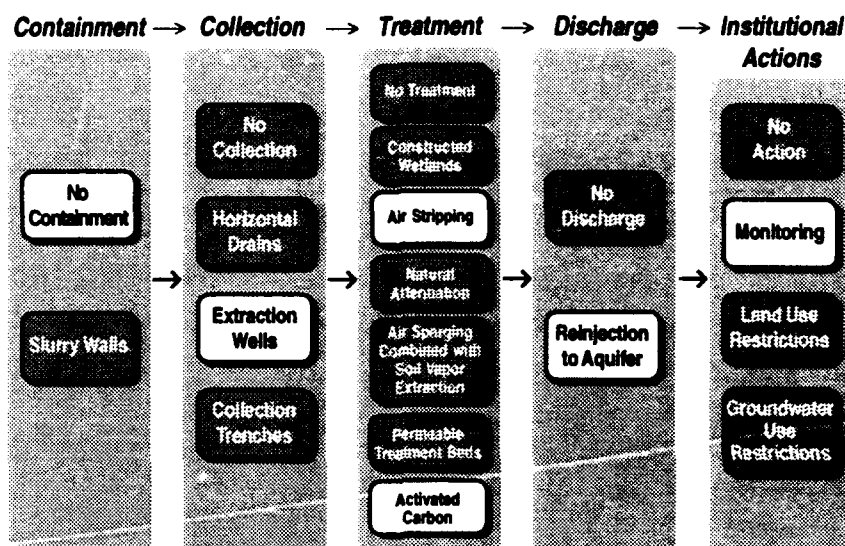 Containment → Collection → Treatment → Discharge → Institutional
Actions
No
Containment
Slurry Walls
No
Collection
Horizontal
Drains
Extraction
Wells
Collection
Trenches
No Treatment
Constructed
Wetlands
Air Stripping
Natural
Attenuation
Air Sparging
Combined with
Soil Vapor
Extraction
Permeable
Treatment Beds
Activated
Carbon
No
Discharge
Reinjection
to Aquifer
No
Action
Monitoring
Land Use
Restrictions
Groundwater
Use
Restrictions